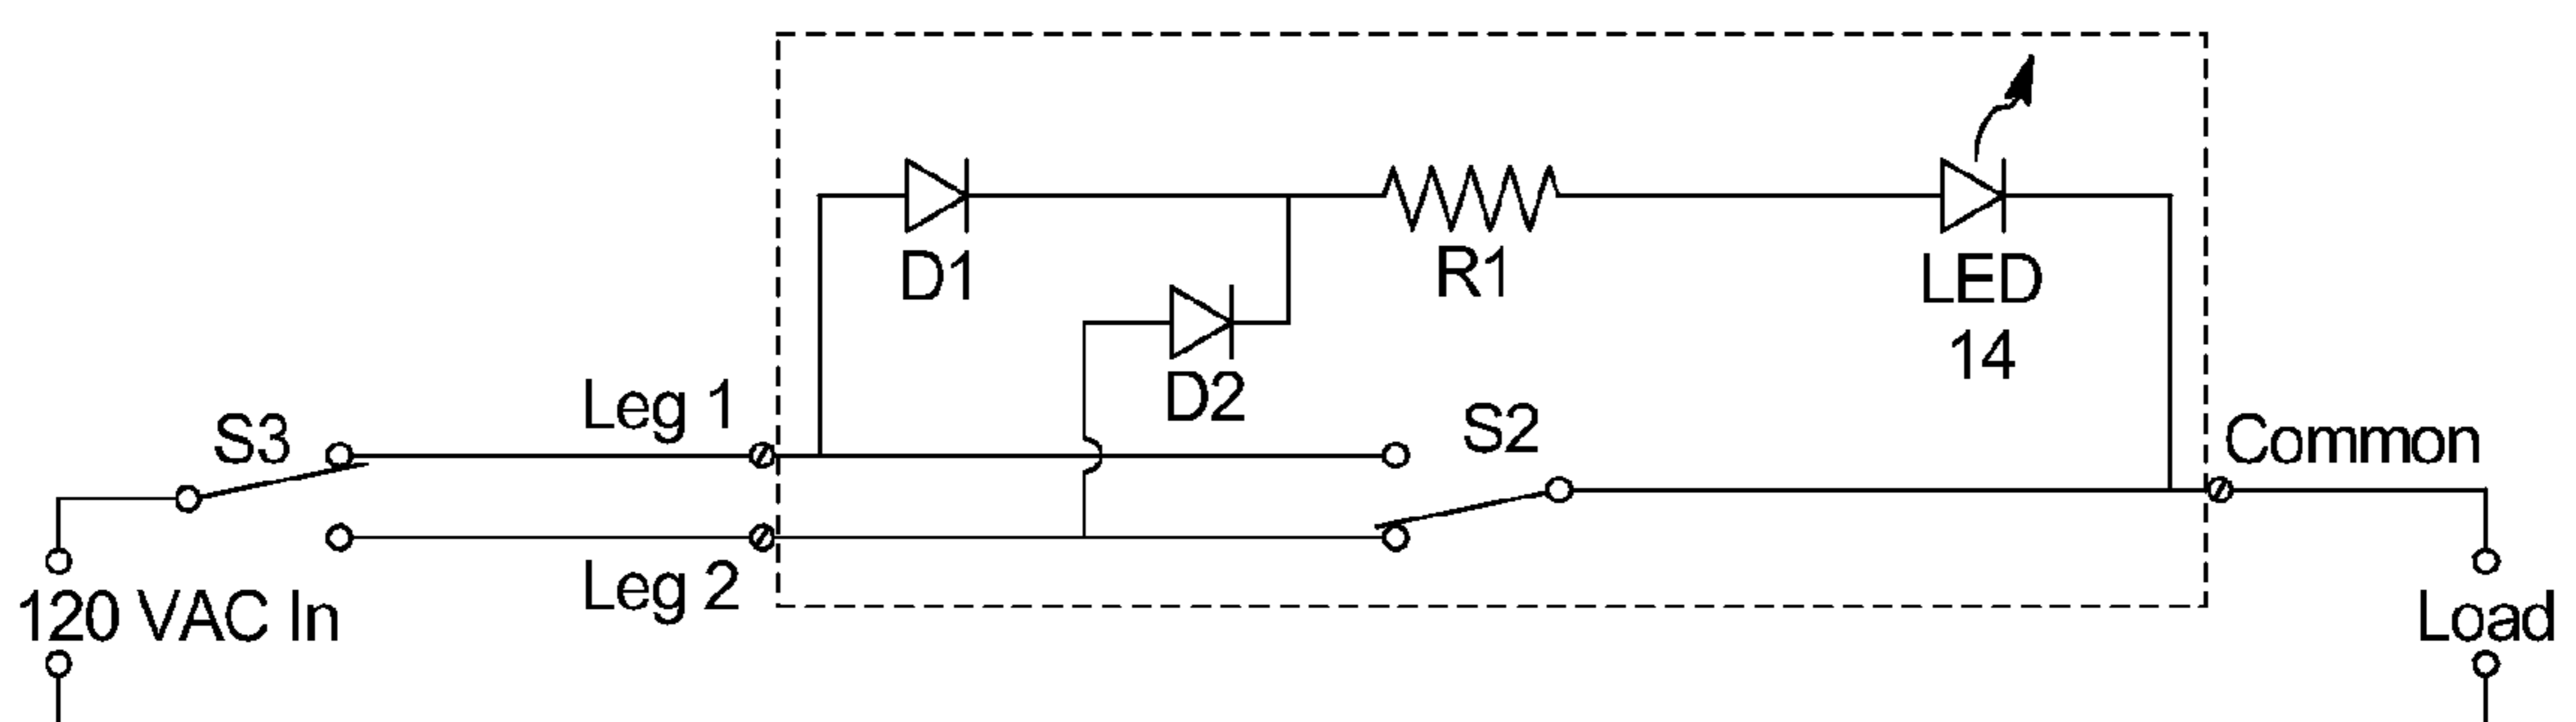 D1
R1
LED
14
D2
Leg 1
S3
S2
Common
Leg 2
120 VAC In
Load